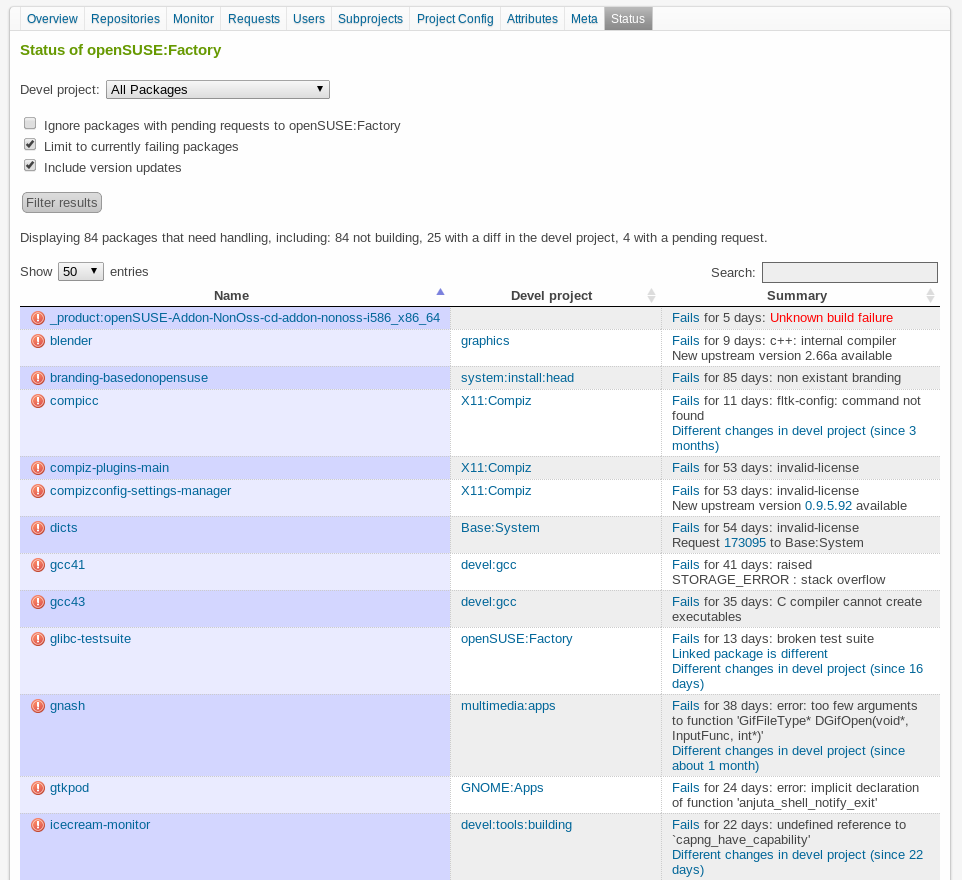 Overview Repositories Monitor Requests Users Subprojects Project Config Attributes Meta Status
Status of openSUSE:Factory
Devel project: All Packages
Ignore packages with pending requests to openSUSE:Factory
Limit to currently failing packages
Include version updates
Filter results
Displaying 84 packages that need handling, including: 84 not building, 25 with a diff in the devel project, 4 with a pending request.
Show 50 entries Search:
Name Devel project Summary
_product:openSUSE-Addon-NonOss-cd-addon-nonoss-i586_x86_64 Fails for 5 days: Unknown build failure
blender graphics Fails for 9 days: c++: internal compiler
New upstream version 2.66a available
branding-basedonopensuse system:install:head Fails for 85 days: non existant branding
compicc X11:Compiz Fails for 11 days: fltk-config: command not
found
Different changes in devel project (since 3
months)
compiz-plugins-main X11:Compiz Fails for 53 days: invalid-license
compizconfig-settings-manager X11:Compiz Fails for 53 days: invalid-license
New upstream version 0.9.5.92 available
dicts Base:System Fails for 54 days: invalid-license
Request 173095 to Base:System
gcc41 devel:gcc Fails for 41 days: raised
STORAGE_ERROR : stack overflow
gcc43 devel:gcc Fails for 35 days: C compiler cannot create
executables
glibc-testsuite openSUSE:Factory Fails for 13 days: broken test suite
Linked package is different
Different changes in devel project (since 16
days)
gnash multimedia:apps Fails for 38 days: error: too few arguments
to function 'GifFileType* DGifOpen(void*,
InputFunc, int*)'
Different changes in devel project (since
about 1 month)
gtkpod GNOME:Apps Fails for 24 days: error: implicit declaration
of function 'anjuta_shell_notify_exit'
icecream-monitor devel:tools:building Fails for 22 days: undefined reference to
`capng_have_capability'
Different changes in devel project (since 22
days)